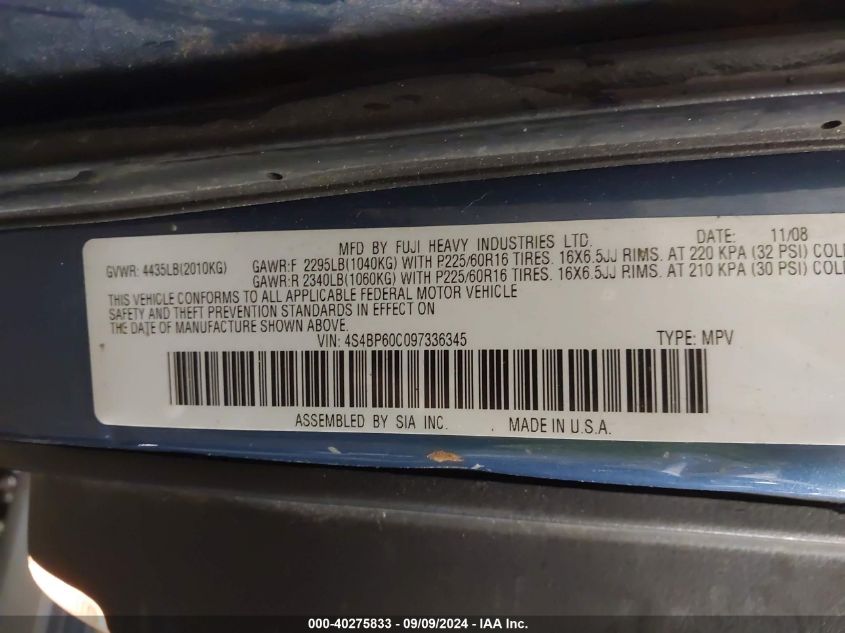 MFD BY FUJI HEAVY INDUSTRIES LTD. DATE: 11/08
GVWR: 4435LB(2010KG) GAWR:F 2295LB(1040KG) WITH P225/60R16 TIRES. 16X6.5JJ RIMS. AT 220 KPA (32 PSI) COL
GAWR:R 2340LB(1060KG) WITH P225/60R16 TIRES. 16X6.5JJ RIMS. AT 210 KPA (30 PSI) COL
THIS VEHICLE CONFORMS TO ALL APPLICABLE FEDERAL MOTOR VEHICLE
SAFETY AND THEFT PREVENTION STANDARDS IN EFFECT ON
THE DATE OF MANUFACTURE SHOWN ABOVE.
VIN: 4S4BP60C097336345 TYPE: MPV
ASSEMBLED BY SIA INC. MADE IN U.S.A.
000-40275833 - 09/09/2024 - IAA Inc.